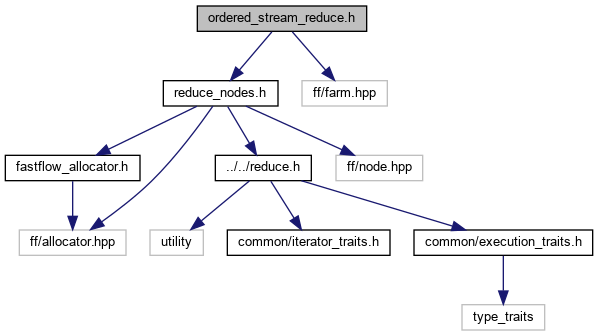 ordered_stream_reduce.h
reduce_nodes.h
ff/farm.hpp
fastflow_allocator.h
../../reduce.h
ff/node.hpp
ff/allocator.hpp
utility
common/iterator_traits.h
common/execution_traits.h
type_traits